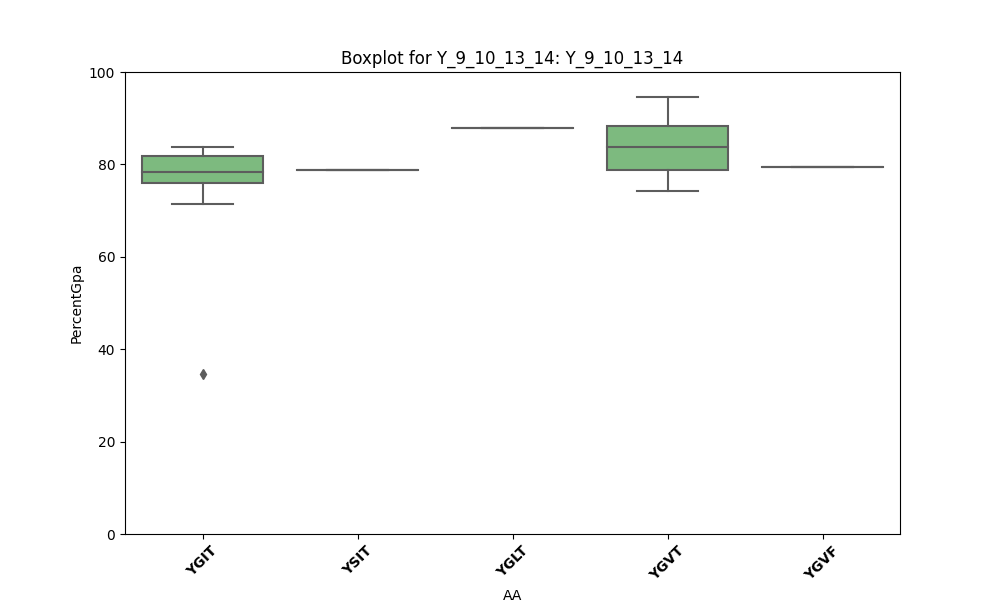 Boxplot for Y_9_10_13_14: Y_9_10_13_14
PercentGpa
100
80
60
40
20
0
YGIT
YSIT
YGLT
YGVT
YGVF
AA